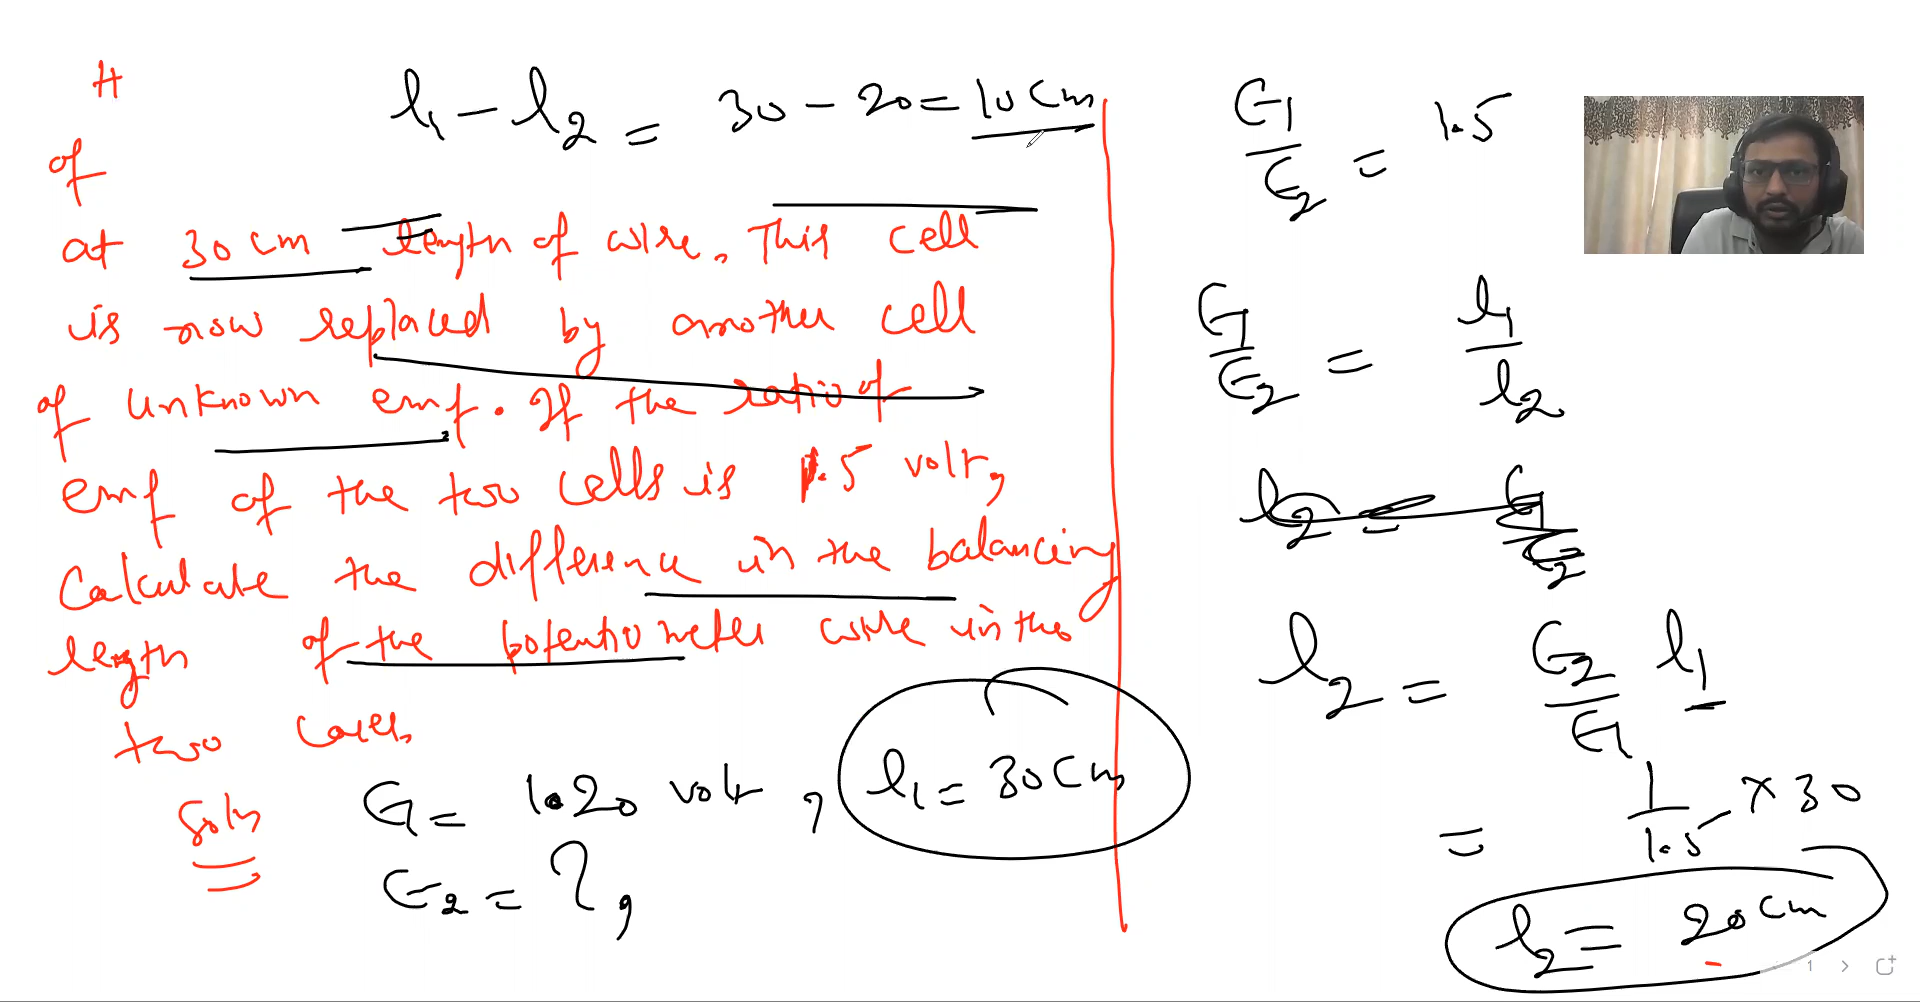 l₁ - l₂ = 30 - 20 = 10 cm
of
at 30 cm length of wire. This cell
is now replaced by another cell
of unknown emf. If the ratio of
emf of the two cells is 1.5 volt,
Calculate the difference in the balancing
length of the potentiometer wire in the
two cases
Soln
E₁ = 1.20 volt, l₁ = 30 cm
E₂ = ?,
E₁/E₂ = 1.5
E₁/E₂ = l₁/l₂
l₂ = E₂/E₁ l₁
= 1/1.5 × 30
l₂ = 20 cm
1